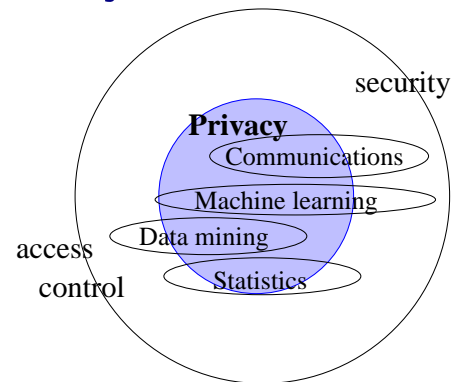 security
Privacy
Communications
Machine learning
Data mining
access
control
Statistics